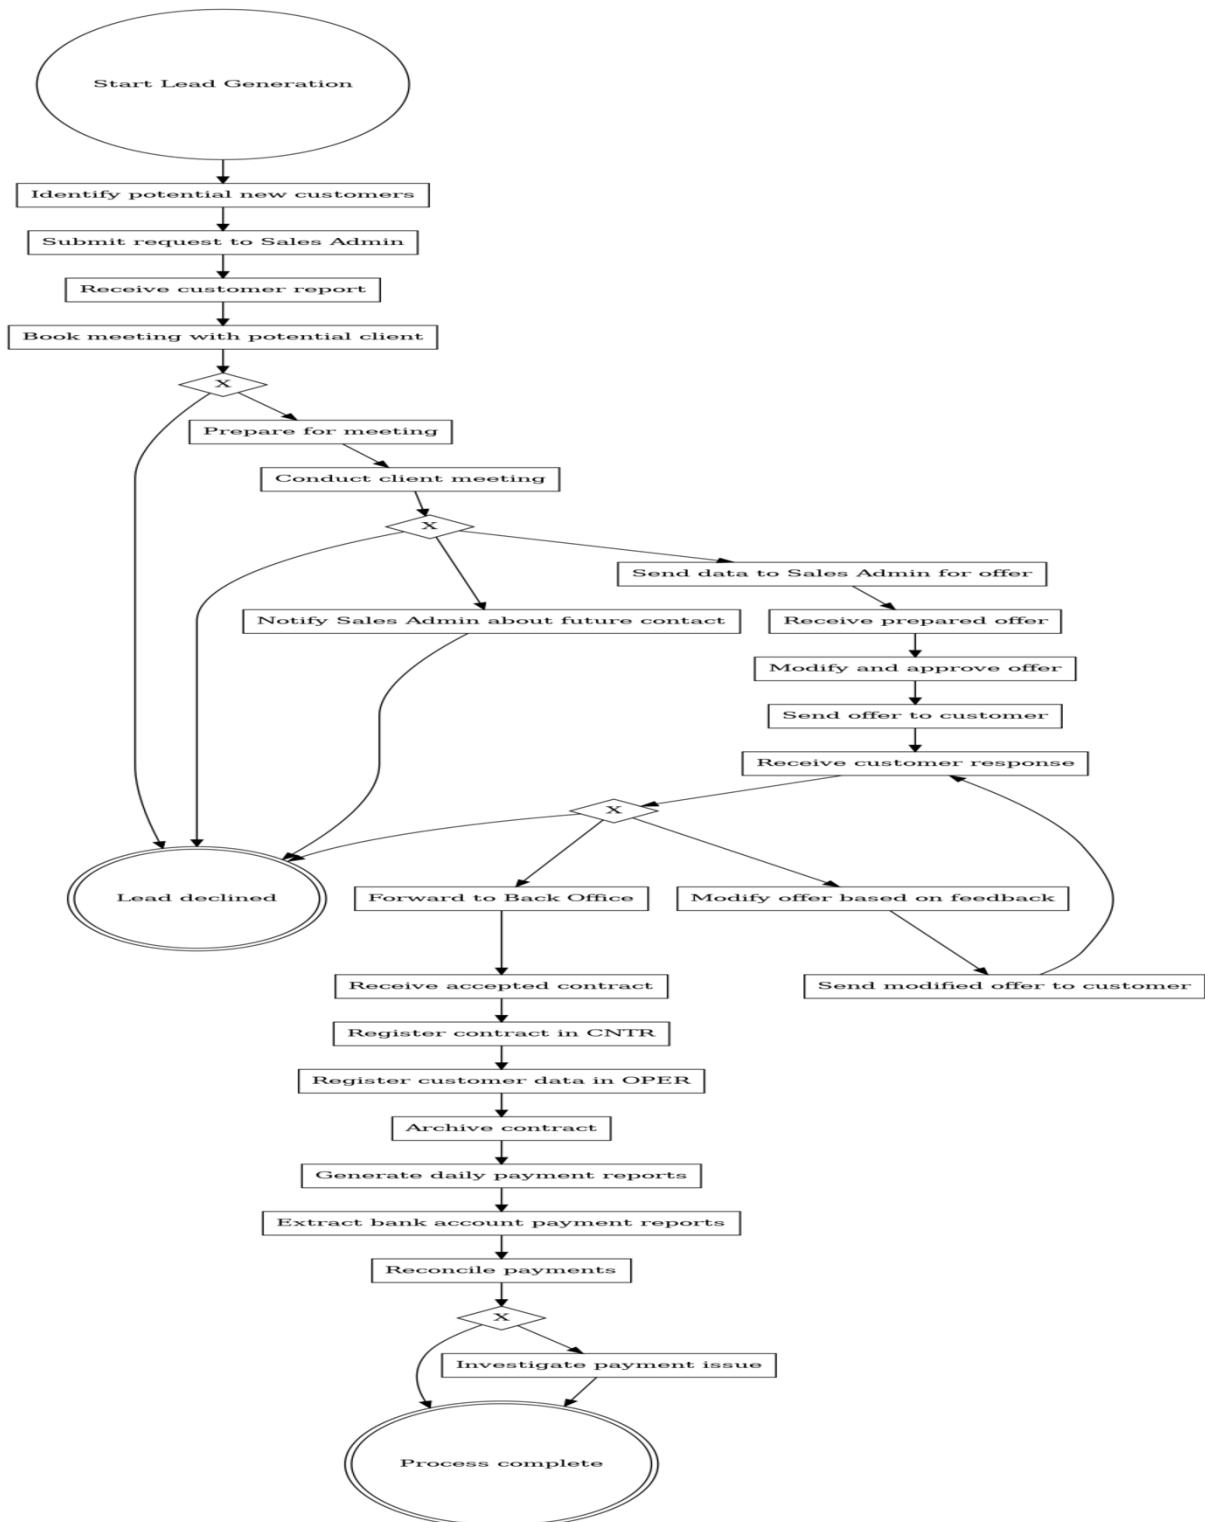 Start Lead Generation
Identify potential new customers
Submit request to Sales Admin
Receive customer report
Book meeting with potential client
X
Prepare for meeting
Conduct client meeting
X
Send data to Sales Admin for offer
Notify Sales Admin about future contact
Receive prepared offer
Modify and approve offer
Send offer to customer
Receive customer response
X
Lead declined
Forward to Back Office
Modify offer based on feedback
Receive accepted contract
Send modified offer to customer
Register contract in CNTR
Register customer data in OPER
Archive contract
Generate daily payment reports
Extract bank account payment reports
Reconcile payments
X
Investigate payment issue
Process complete